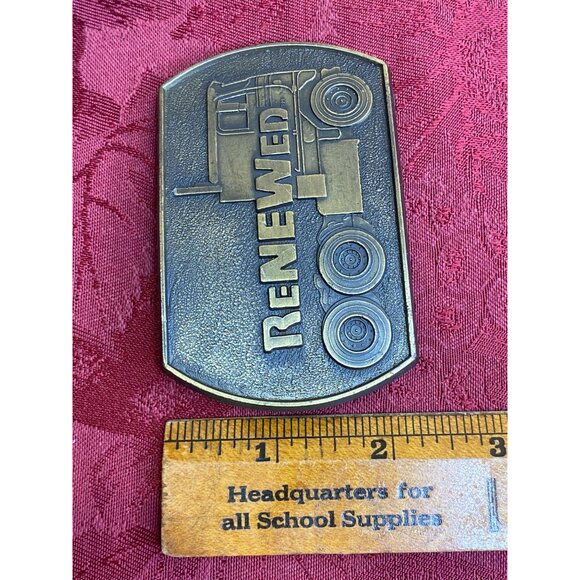 ReNEWed
1 2 3
Headquarters for
all School Supplies